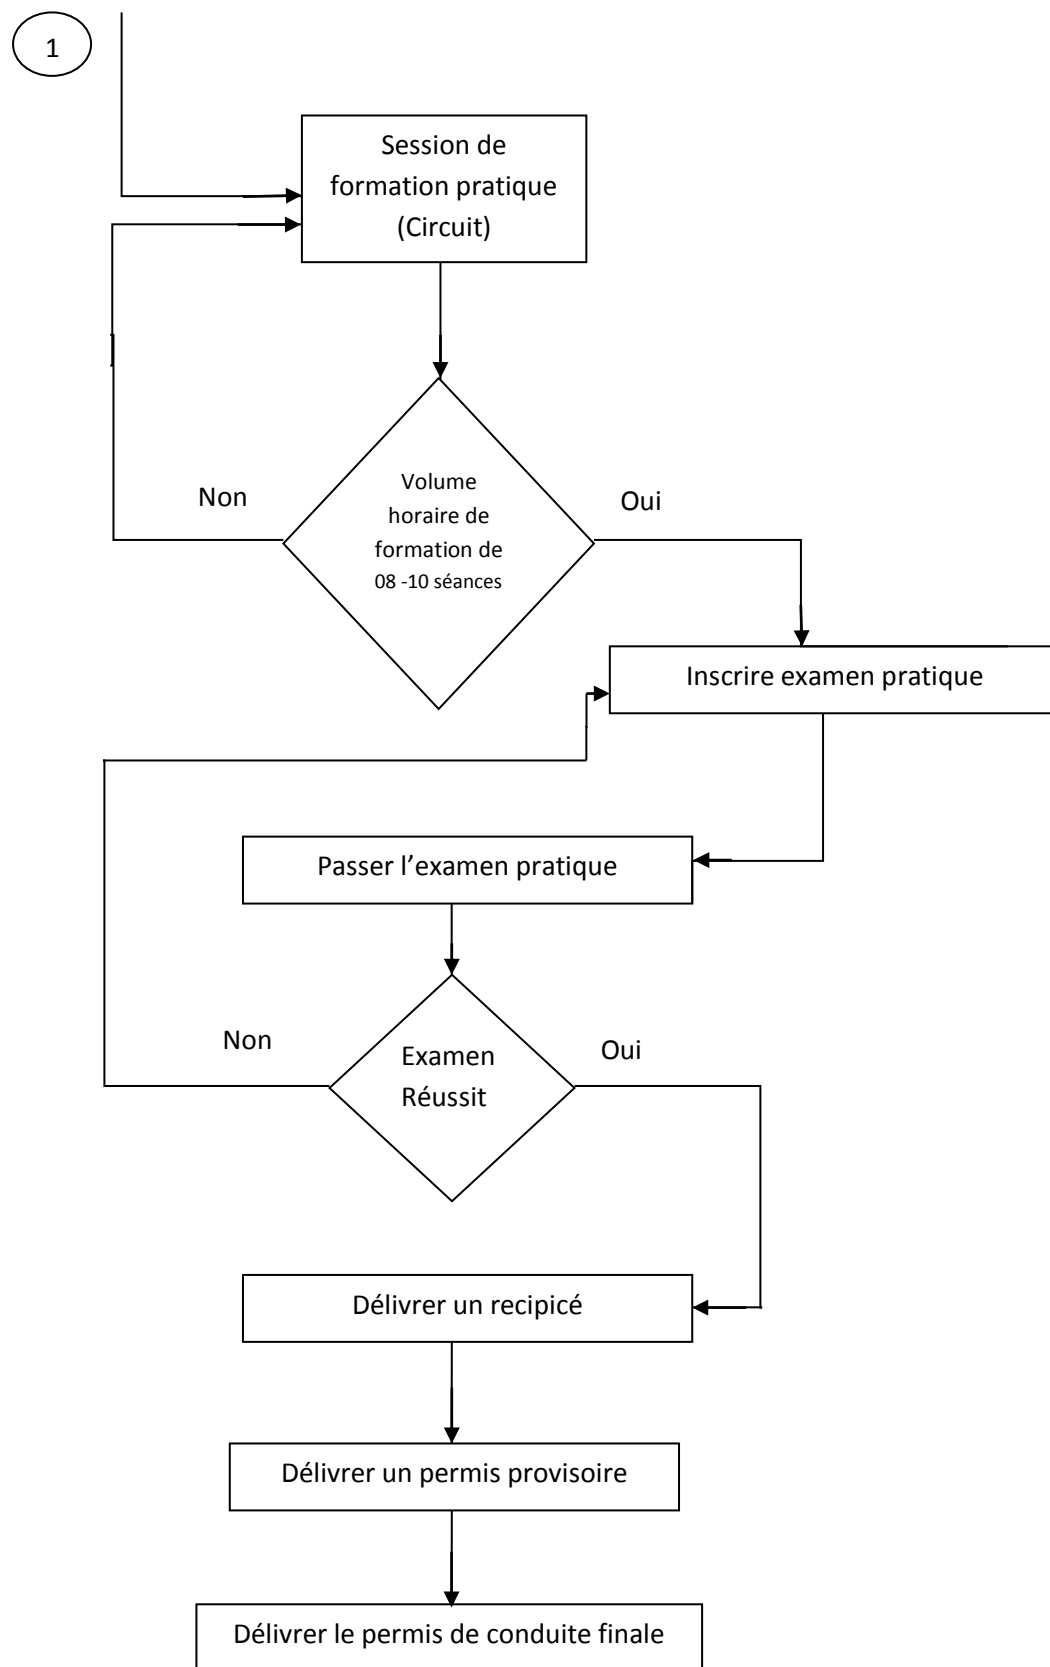 1
Session de
formation pratique
(Circuit)
Non
Volume
horaire de
formation de
08 -10 séances
Oui
Inscrire examen pratique
Passer l’examen pratique
Non
Examen
Réussit
Oui
Délivrer un recipicé
Délivrer un permis provisoire
Délivrer le permis de conduite finale